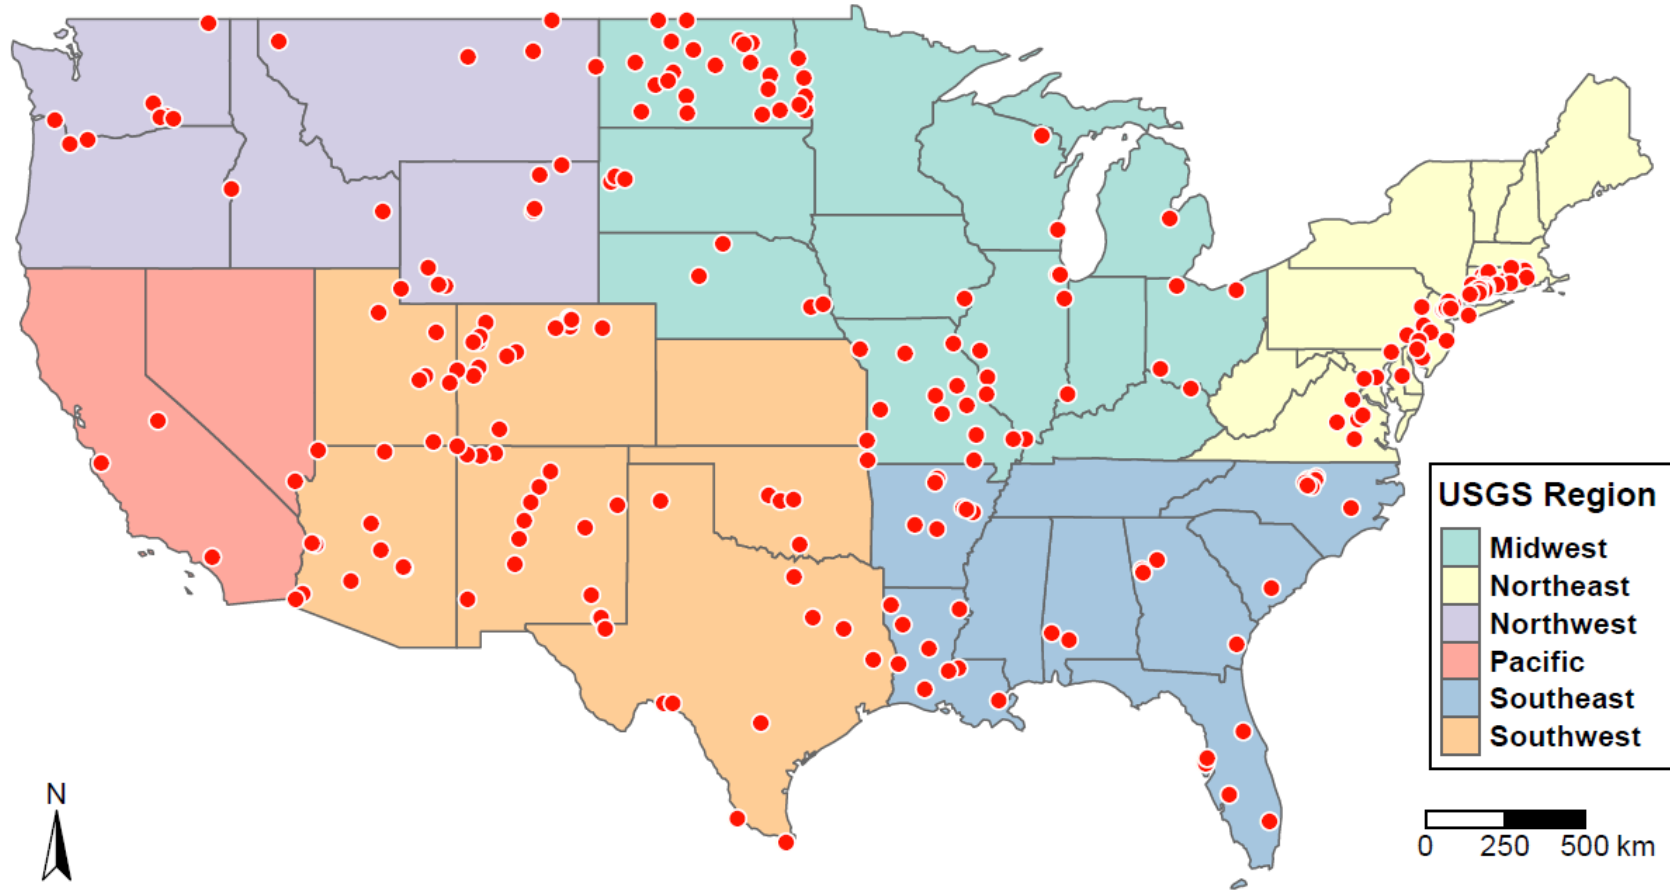 USGS Region
Midwest
Northeast
Northwest
Pacific
Southeast
Southwest
N
0 250 500 km